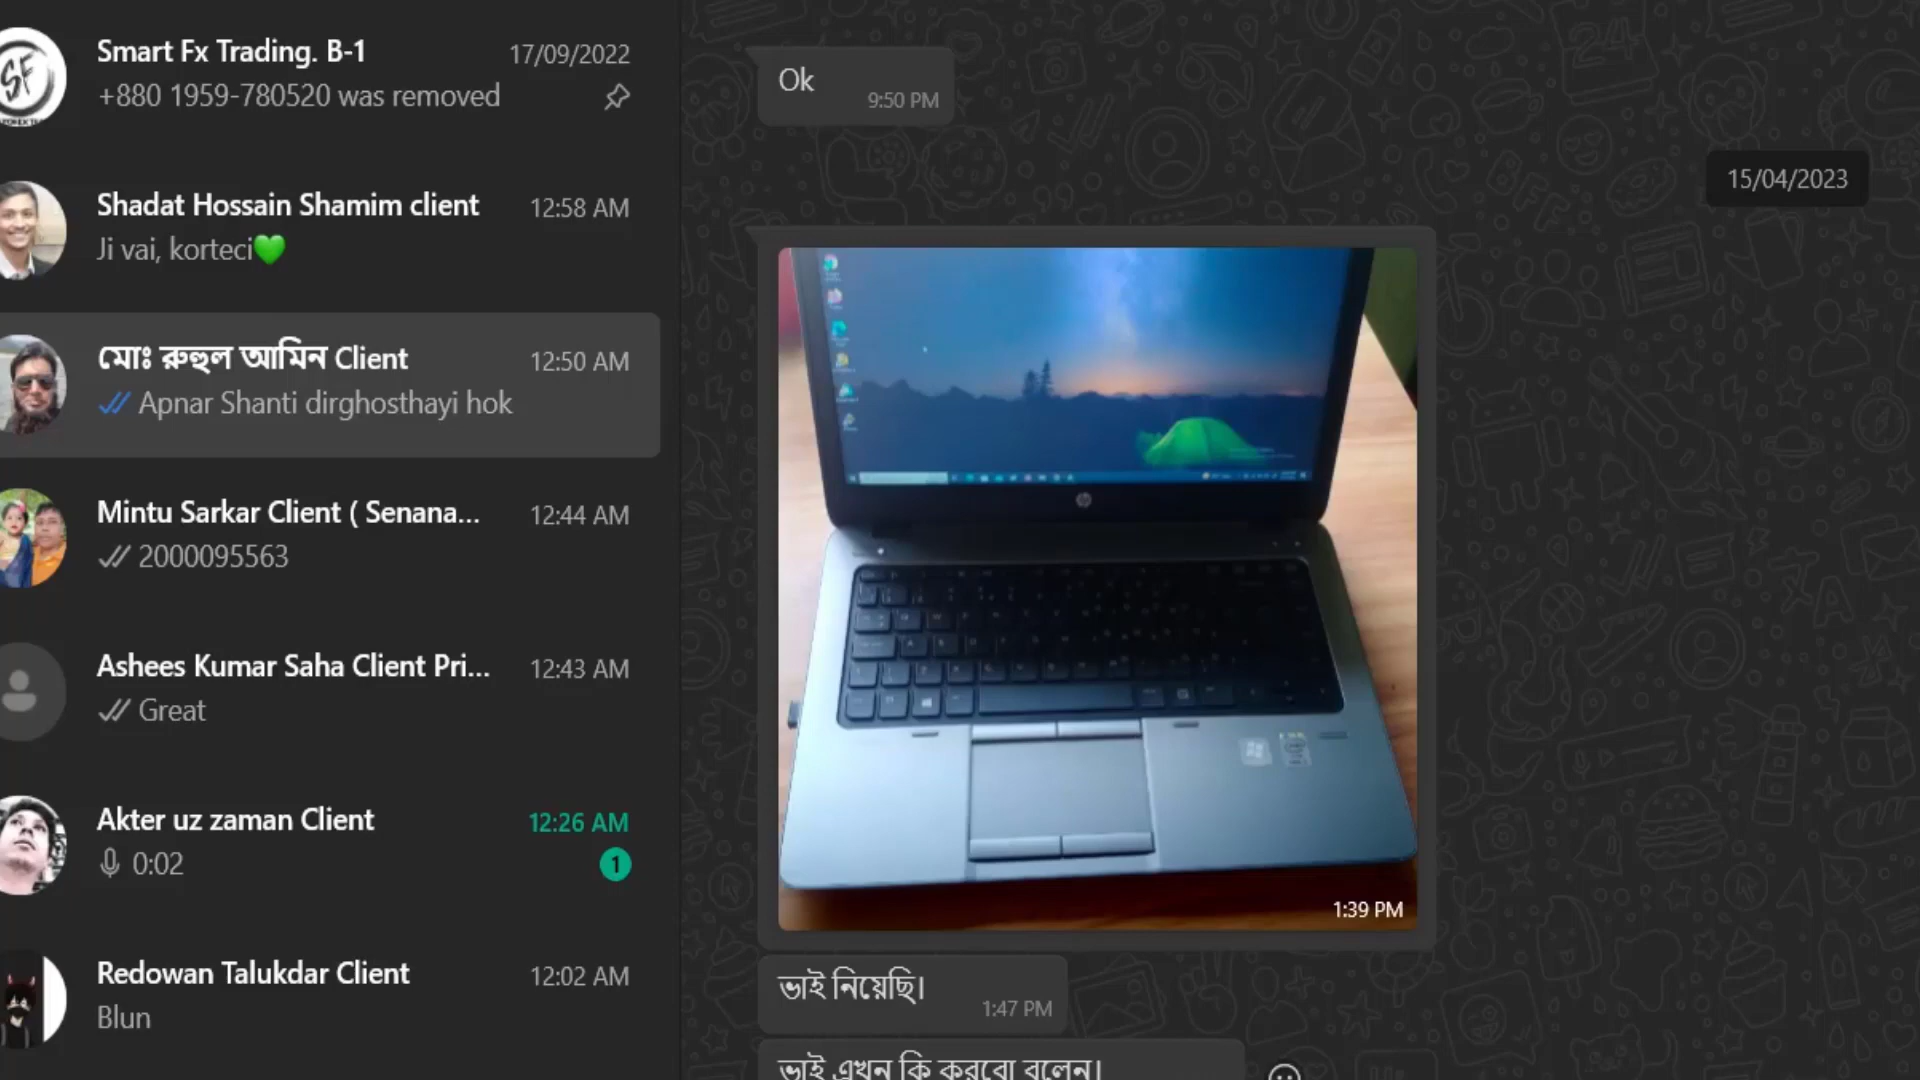 Smart Fx Trading. B-1
17/09/2022
+880 1959-780520 was removed
Shadat Hossain Shamim client
12:58 AM
Ji vai, korteci💚
মোঃ রুহুল আমিন Client
12:50 AM
Apnar Shanti dirghosthayi hok
Mintu Sarkar Client ( Senana...
12:44 AM
2000095563
Ashees Kumar Saha Client Pri...
12:43 AM
Great
Akter uz zaman Client
12:26 AM
0:02
1
Redowan Talukdar Client
12:02 AM
Blun
Ok
9:50 PM
15/04/2023
hp
1:39 PM
ভাই নিয়েছি।
1:47 PM
ভাই এখন কি করবো বলেন।